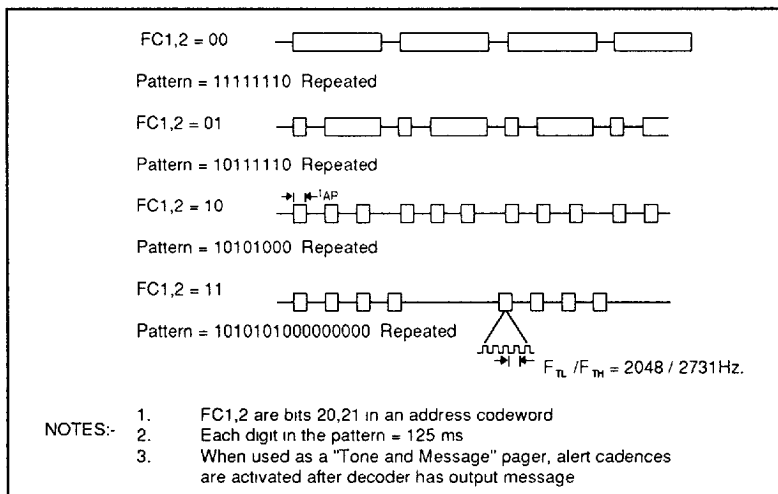 FC1,2 = 00
Pattern = 11111110 Repeated
FC1,2 = 01
Pattern = 10111110 Repeated
tAP
FC1,2 = 10
Pattern = 10101000 Repeated
FC1,2 = 11
Pattern = 1010101000000000 Repeated
FTL /FTH = 2048 / 2731Hz.
NOTES:-
1. FC1,2 are bits 20,21 in an address codeword
2. Each digit in the pattern = 125 ms
3. When used as a "Tone and Message" pager, alert cadences
are activated after decoder has output message